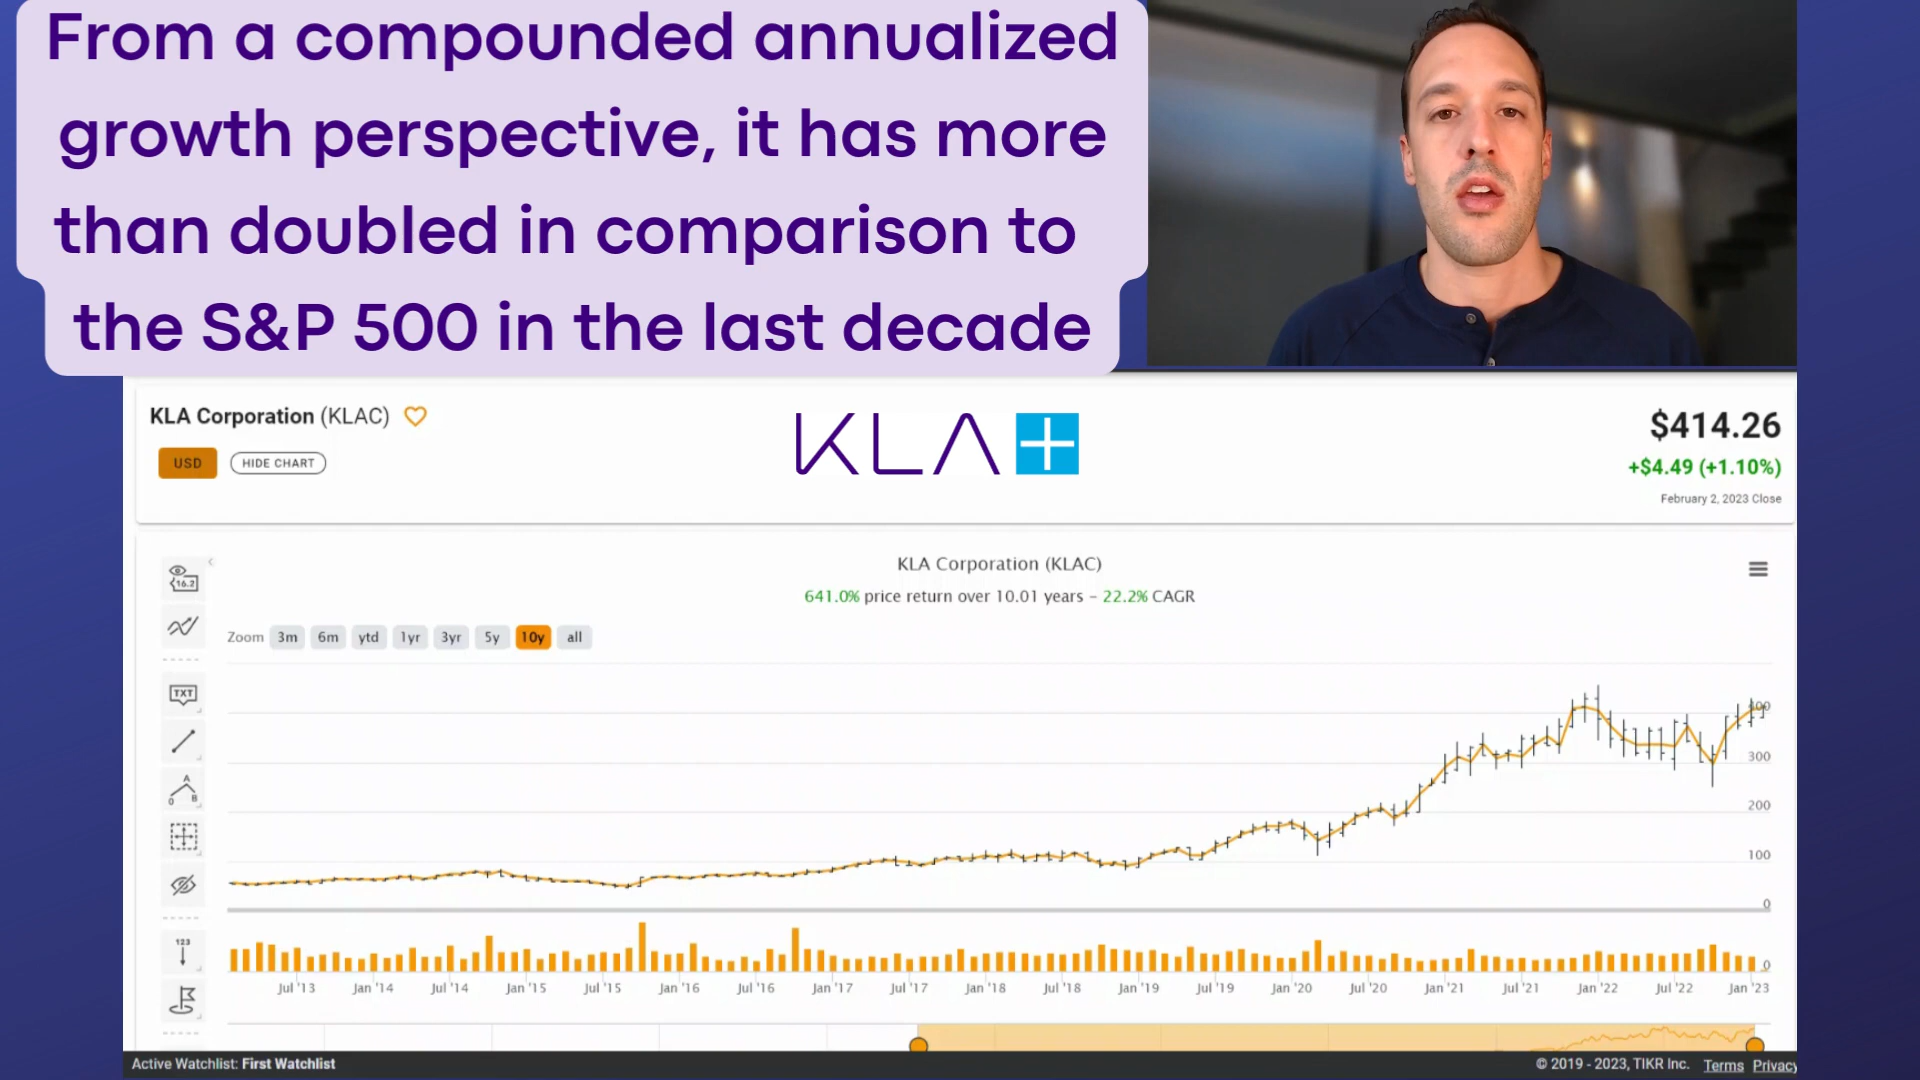 From a compounded annualized
growth perspective, it has more
than doubled in comparison to
the S&P 500 in the last decade
KLA Corporation (KLAC)
USD
HIDE CHART
KLA+
$414.26
+$4.49 (+1.10%)
February 2, 2023 Close
KLA Corporation (KLAC)
641.0% price return over 10.01 years - 22.2% CAGR
Zoom 3m 6m ytd 1yr 3yr 5y 10y all
16.2
TXT
A
0 B
123
400
300
200
100
0
0
Jul '13 Jan '14 Jul '14 Jan '15 Jul '15 Jan '16 Jul '16 Jan '17 Jul '17 Jan '18 Jul '18 Jan '19 Jul '19 Jan '20 Jul '20 Jan '21 Jul '21 Jan '22 Jul '22 Jan '23
Active Watchlist: First Watchlist
© 2019 - 2023, TIKR Inc. Terms Privacy